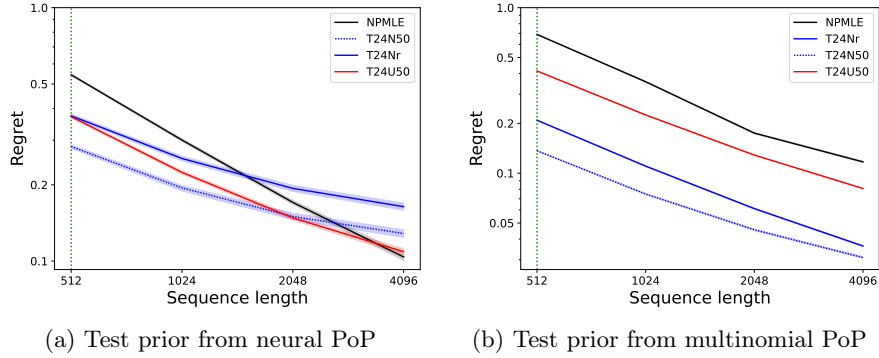 1.0
0.5
0.2
0.1
Regret
512
1024
2048
4096
Sequence length
NPMLE
T24N50
T24Nr
T24U50
(a) Test prior from neural PoP
1.0
0.5
0.2
0.1
0.05
Regret
512
1024
2048
4096
Sequence length
NPMLE
T24Nr
T24N50
T24U50
(b) Test prior from multinomial PoP